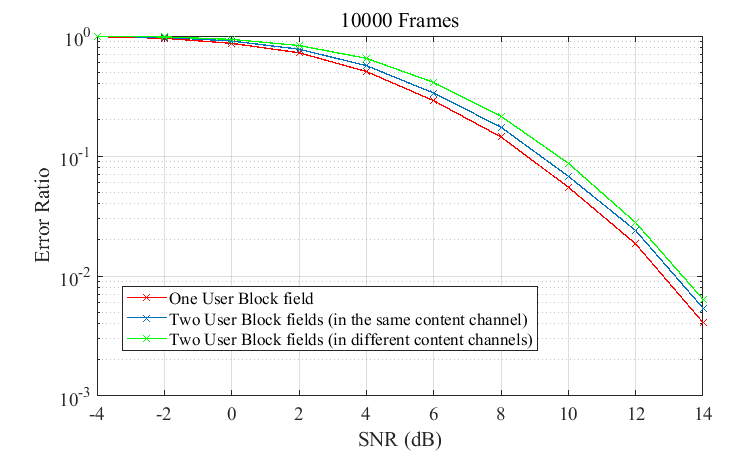 10000 Frames
10^0
10^-1
10^-2
10^-3
Error Ratio
One User Block field
Two User Block fields (in the same content channel)
Two User Block fields (in different content channels)
-4 -2 0 2 4 6 8 10 12 14
SNR (dB)